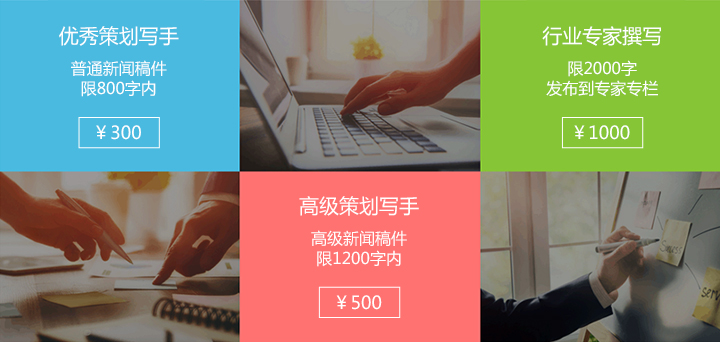 优秀策划写手
普通新闻稿件
限800字内
¥300
行业专家撰写
限2000字
发布到专家专栏
¥1000
高级策划写手
高级新闻稿件
限1200字内
¥500